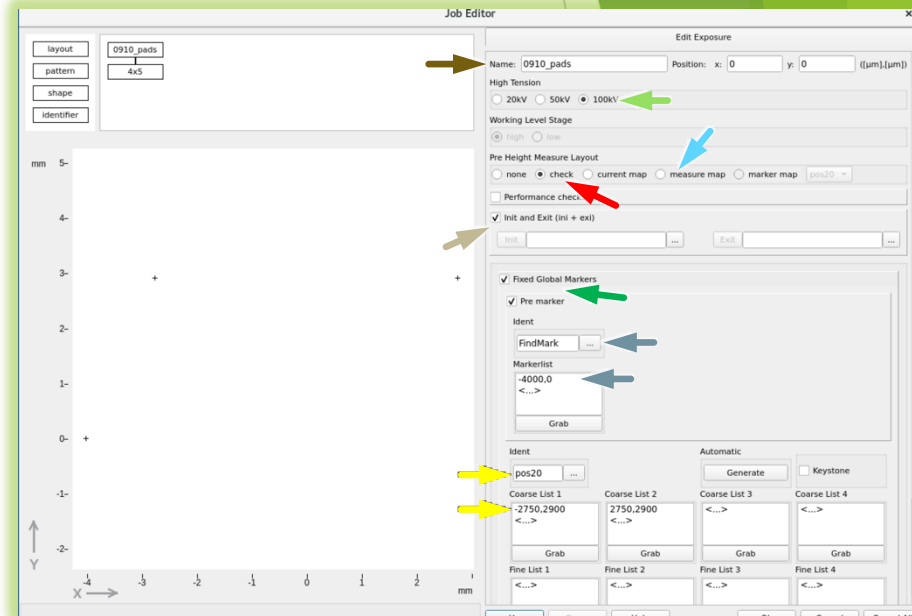 Job Editor
layout
pattern
shape
identifier
0910_pads
4x5
Edit Exposure
Name: 0910_pads Position: x: 0 y: 0 ([µm],[µm])
High Tension
20kV 50kV 100kV
Working Level Stage
high low
Pre Height Measure Layout
none check current map measure map marker map pos20
Performance check
Init and Exit (ini + exi)
Init ... Exit ...
Fixed Global Markers
Pre marker
Ident
FindMark ...
Markerlist
-4000,0
<...>
Grab
Ident Automatic
pos20 ... Generate Keystone
Coarse List 1 Coarse List 2 Coarse List 3 Coarse List 4
-2750,2900 2750,2900 <...> <...>
<...> <...>
Grab Grab Grab Grab
Fine List 1 Fine List 2 Fine List 3 Fine List 4
<...> <...> <...> <...>
mm 5-
4-
3-
2-
1-
0-
-1-
-2-
Y
-4 -3 -2 -1 0 1 2
X mm